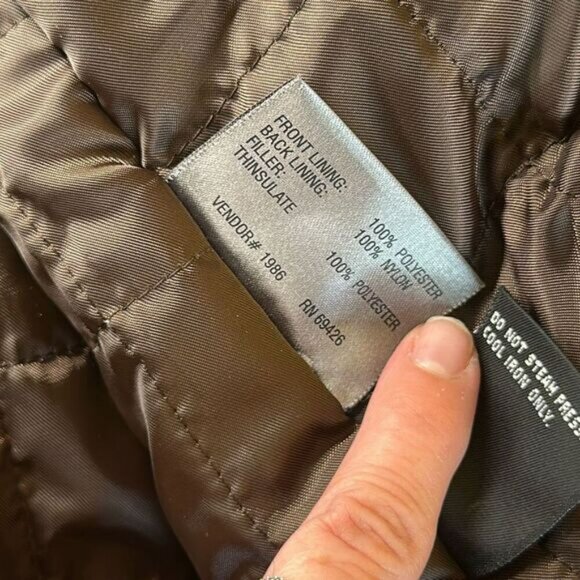 FRONT LINING: 100% POLYESTER
BACK LINING: 100% NYLON
FILLER:
THINSULATE 100% POLYESTER
VENDOR# 1986 RN 69426
DO NOT STEAM PRESS
COOL IRON ONLY.